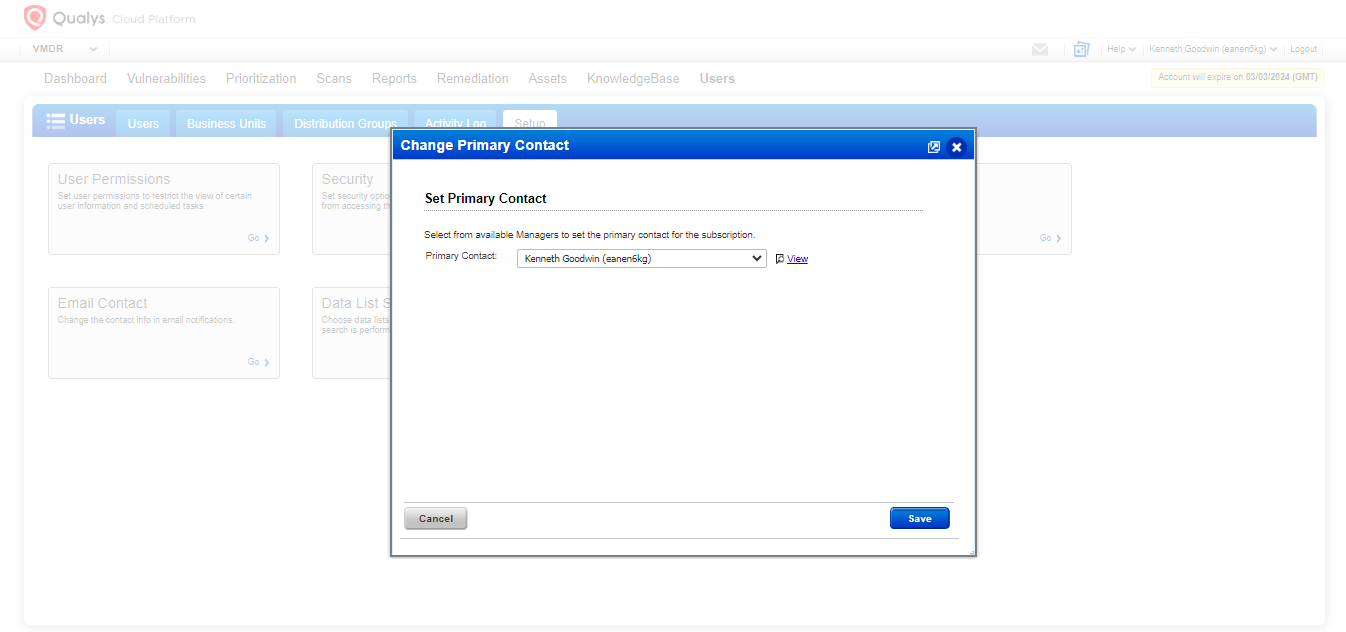 Qualys. Cloud Platform
VMDR
Help
Kenneth Goodwin (eanen6kg)
Logout
Dashboard Vulnerabilities Prioritization Scans Reports Remediation Assets KnowledgeBase Users
Account will expire on 03/03/2024 (GMT)
Users
Users Business Units Distribution Groups Activity Log Setup
Change Primary Contact
User Permissions
Set user permissions to restrict the view of certain
user information and scheduled tasks.
Go
Security
Set security optio
from accessing th
Go
Set Primary Contact
Select from available Managers to set the primary contact for the subscription.
Primary Contact: Kenneth Goodwin (eanen6kg) View
Email Contact
Change the contact info in email notifications.
Go
Data List S
Choose data lists
search is perform
Cancel Save